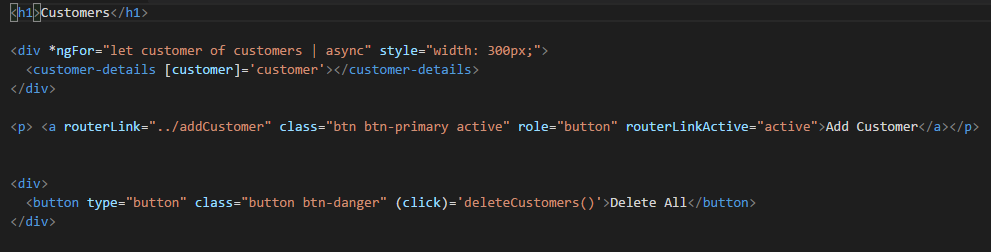 <h1>Customers</h1>
<div *ngFor="let customer of customers | async" style="width: 300px;">
<customer-details [customer]='customer'></customer-details>
</div>
<p> <a routerLink="../addCustomer" class="btn btn-primary active" role="button" routerLinkActive="active">Add Customer</a></p>
<div>
<button type="button" class="button btn-danger" (click)='deleteCustomers()'>Delete All</button>
</div>